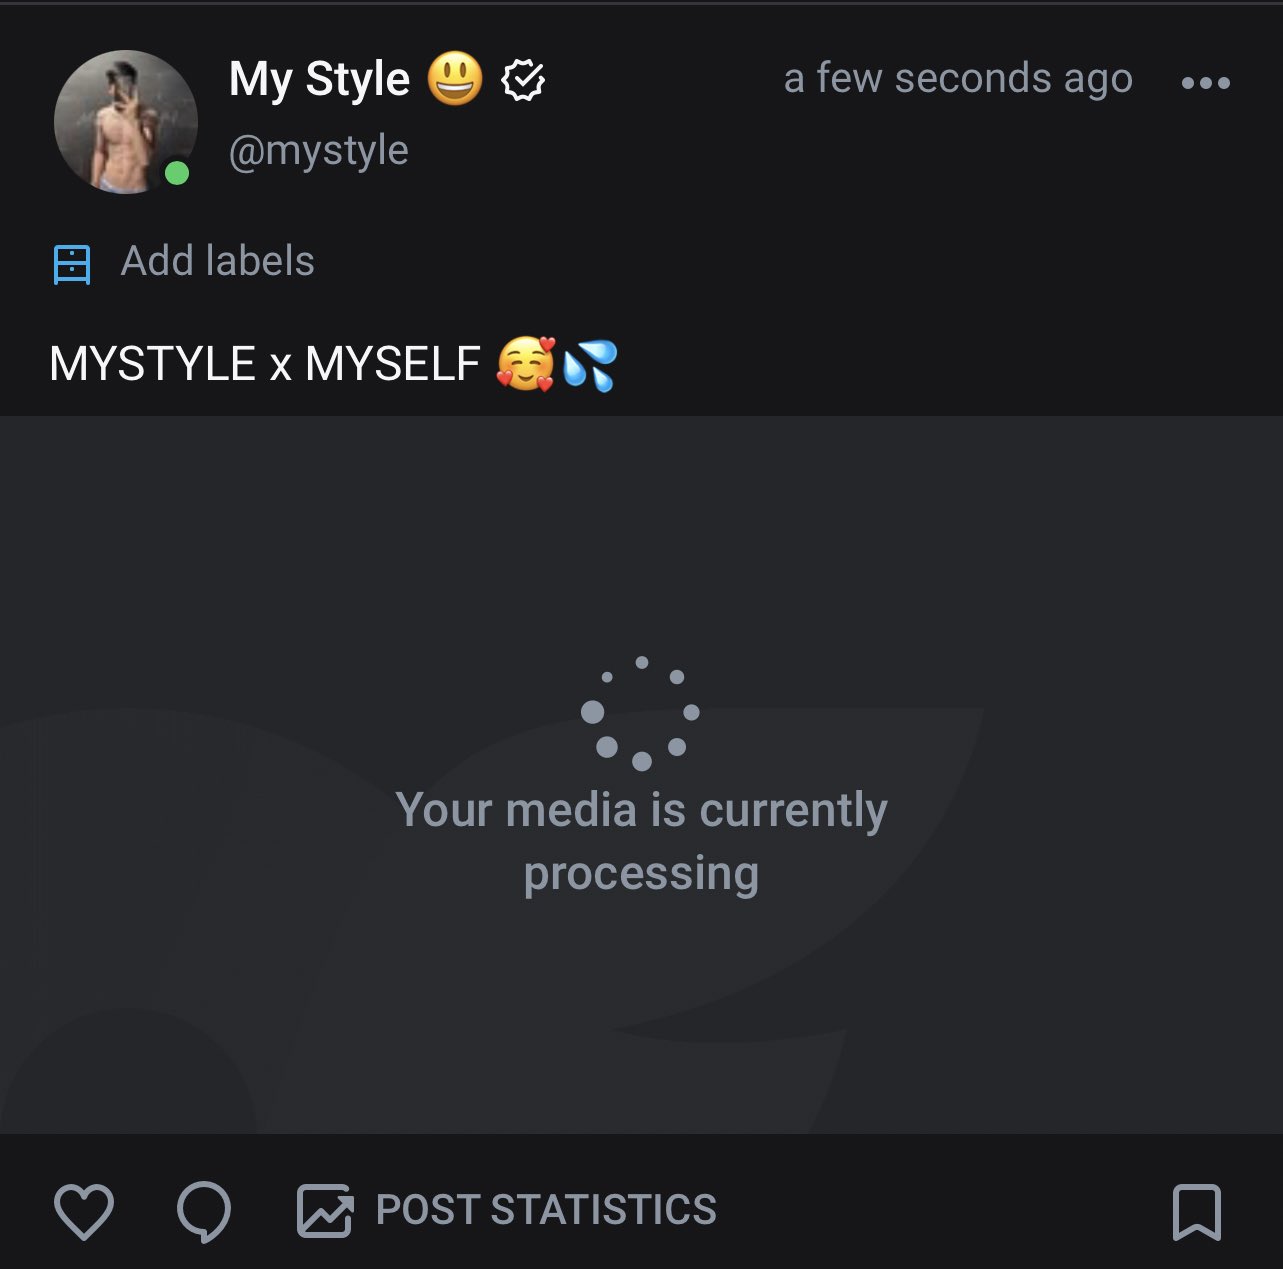 My Style 😃
a few seconds ago
@mystyle
Add labels
MYSTYLE x MYSELF 🥰💦
Your media is currently
processing
POST STATISTICS